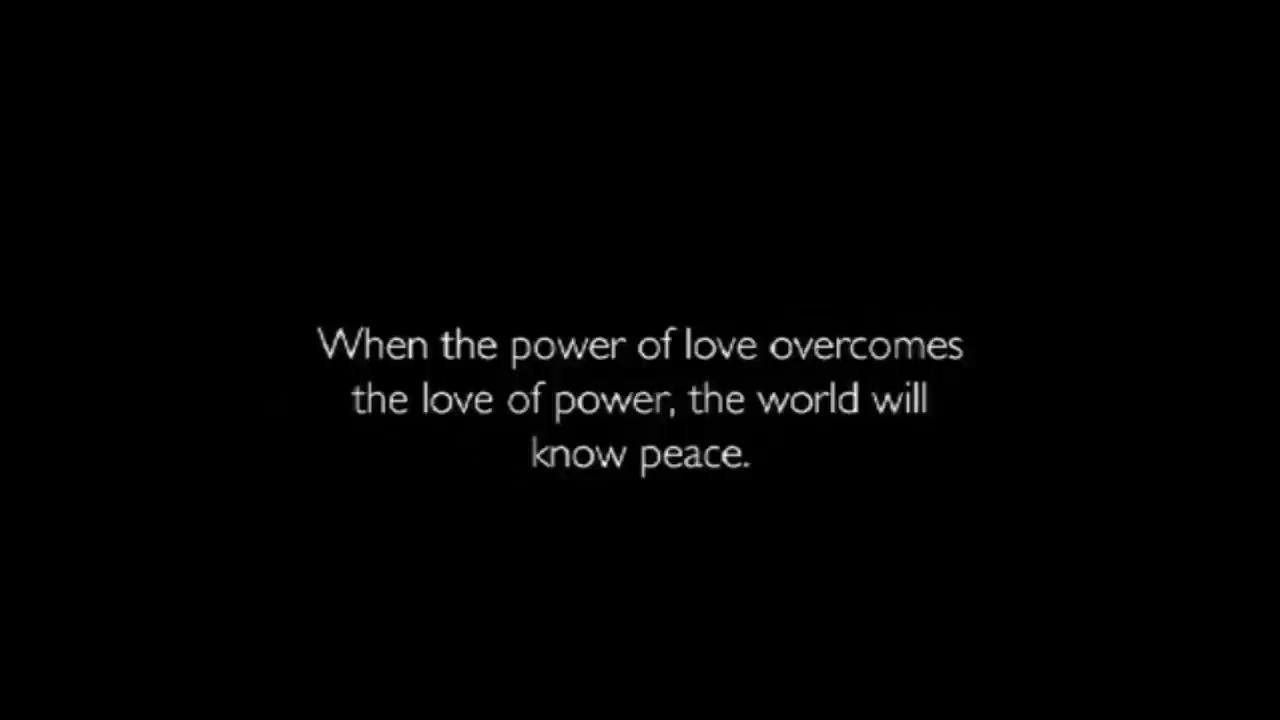 When the power of love overcomes
the love of power, the world will
know peace.